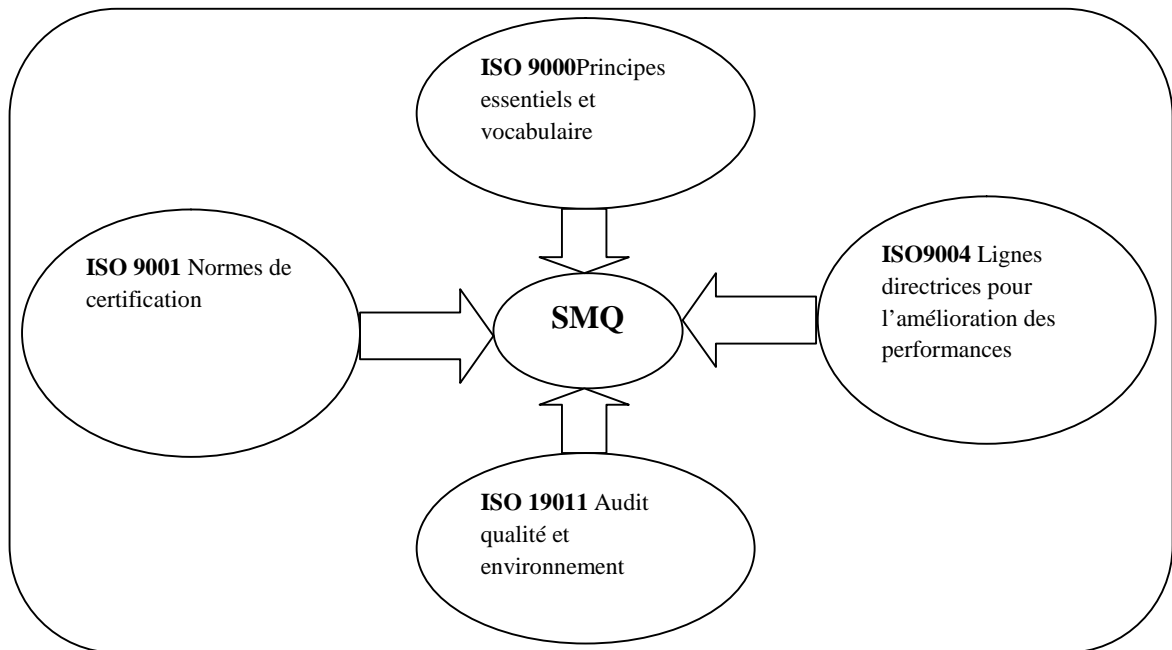 ISO 9000Principes
essentiels et
vocabulaire
ISO 9001 Normes de
certification
SMQ
ISO9004 Lignes
directrices pour
l’amélioration des
performances
ISO 19011 Audit
qualité et
environnement